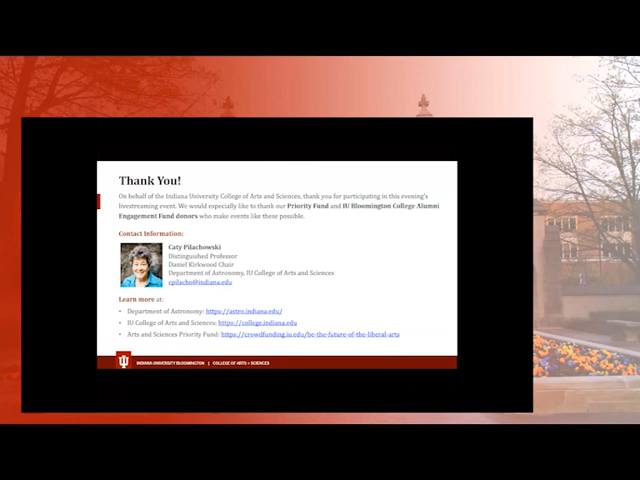 Thank You!
On behalf of the Indiana University College of Arts and Sciences, thank you for participating in this evening's
livestreaming event. We would especially like to thank our Priority Fund and IU Bloomington College Alumni
Engagement Fund donors who make events like these possible.
Contact Information:
Caty Pilachowski
Distinguished Professor
Daniel Kirkwood Chair
Department of Astronomy, IU College of Arts and Sciences
cpilacho@indiana.edu
Learn more at:
• Department of Astronomy: https://astro.indiana.edu/
• IU College of Arts and Sciences: https://college.indiana.edu
• Arts and Sciences Priority Fund: https://crowdfunding.iu.edu/be-the-future-of-the-liberal-arts
INDIANA UNIVERSITY BLOOMINGTON | COLLEGE OF ARTS + SCIENCES